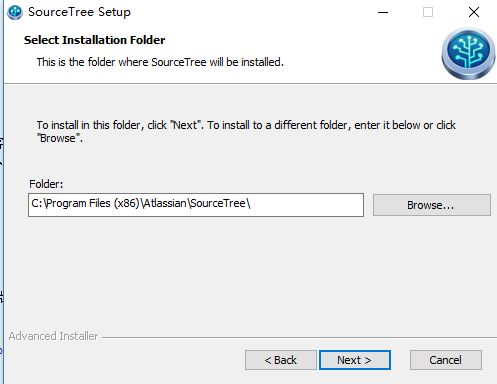 SourceTree Setup
Select Installation Folder
This is the folder where SourceTree will be installed.
To install in this folder, click "Next". To install to a different folder, enter it below or click
"Browse".
Folder:
C:\Program Files (x86)\Atlassian\SourceTree\
Browse...
Advanced Installer
< Back
Next >
Cancel